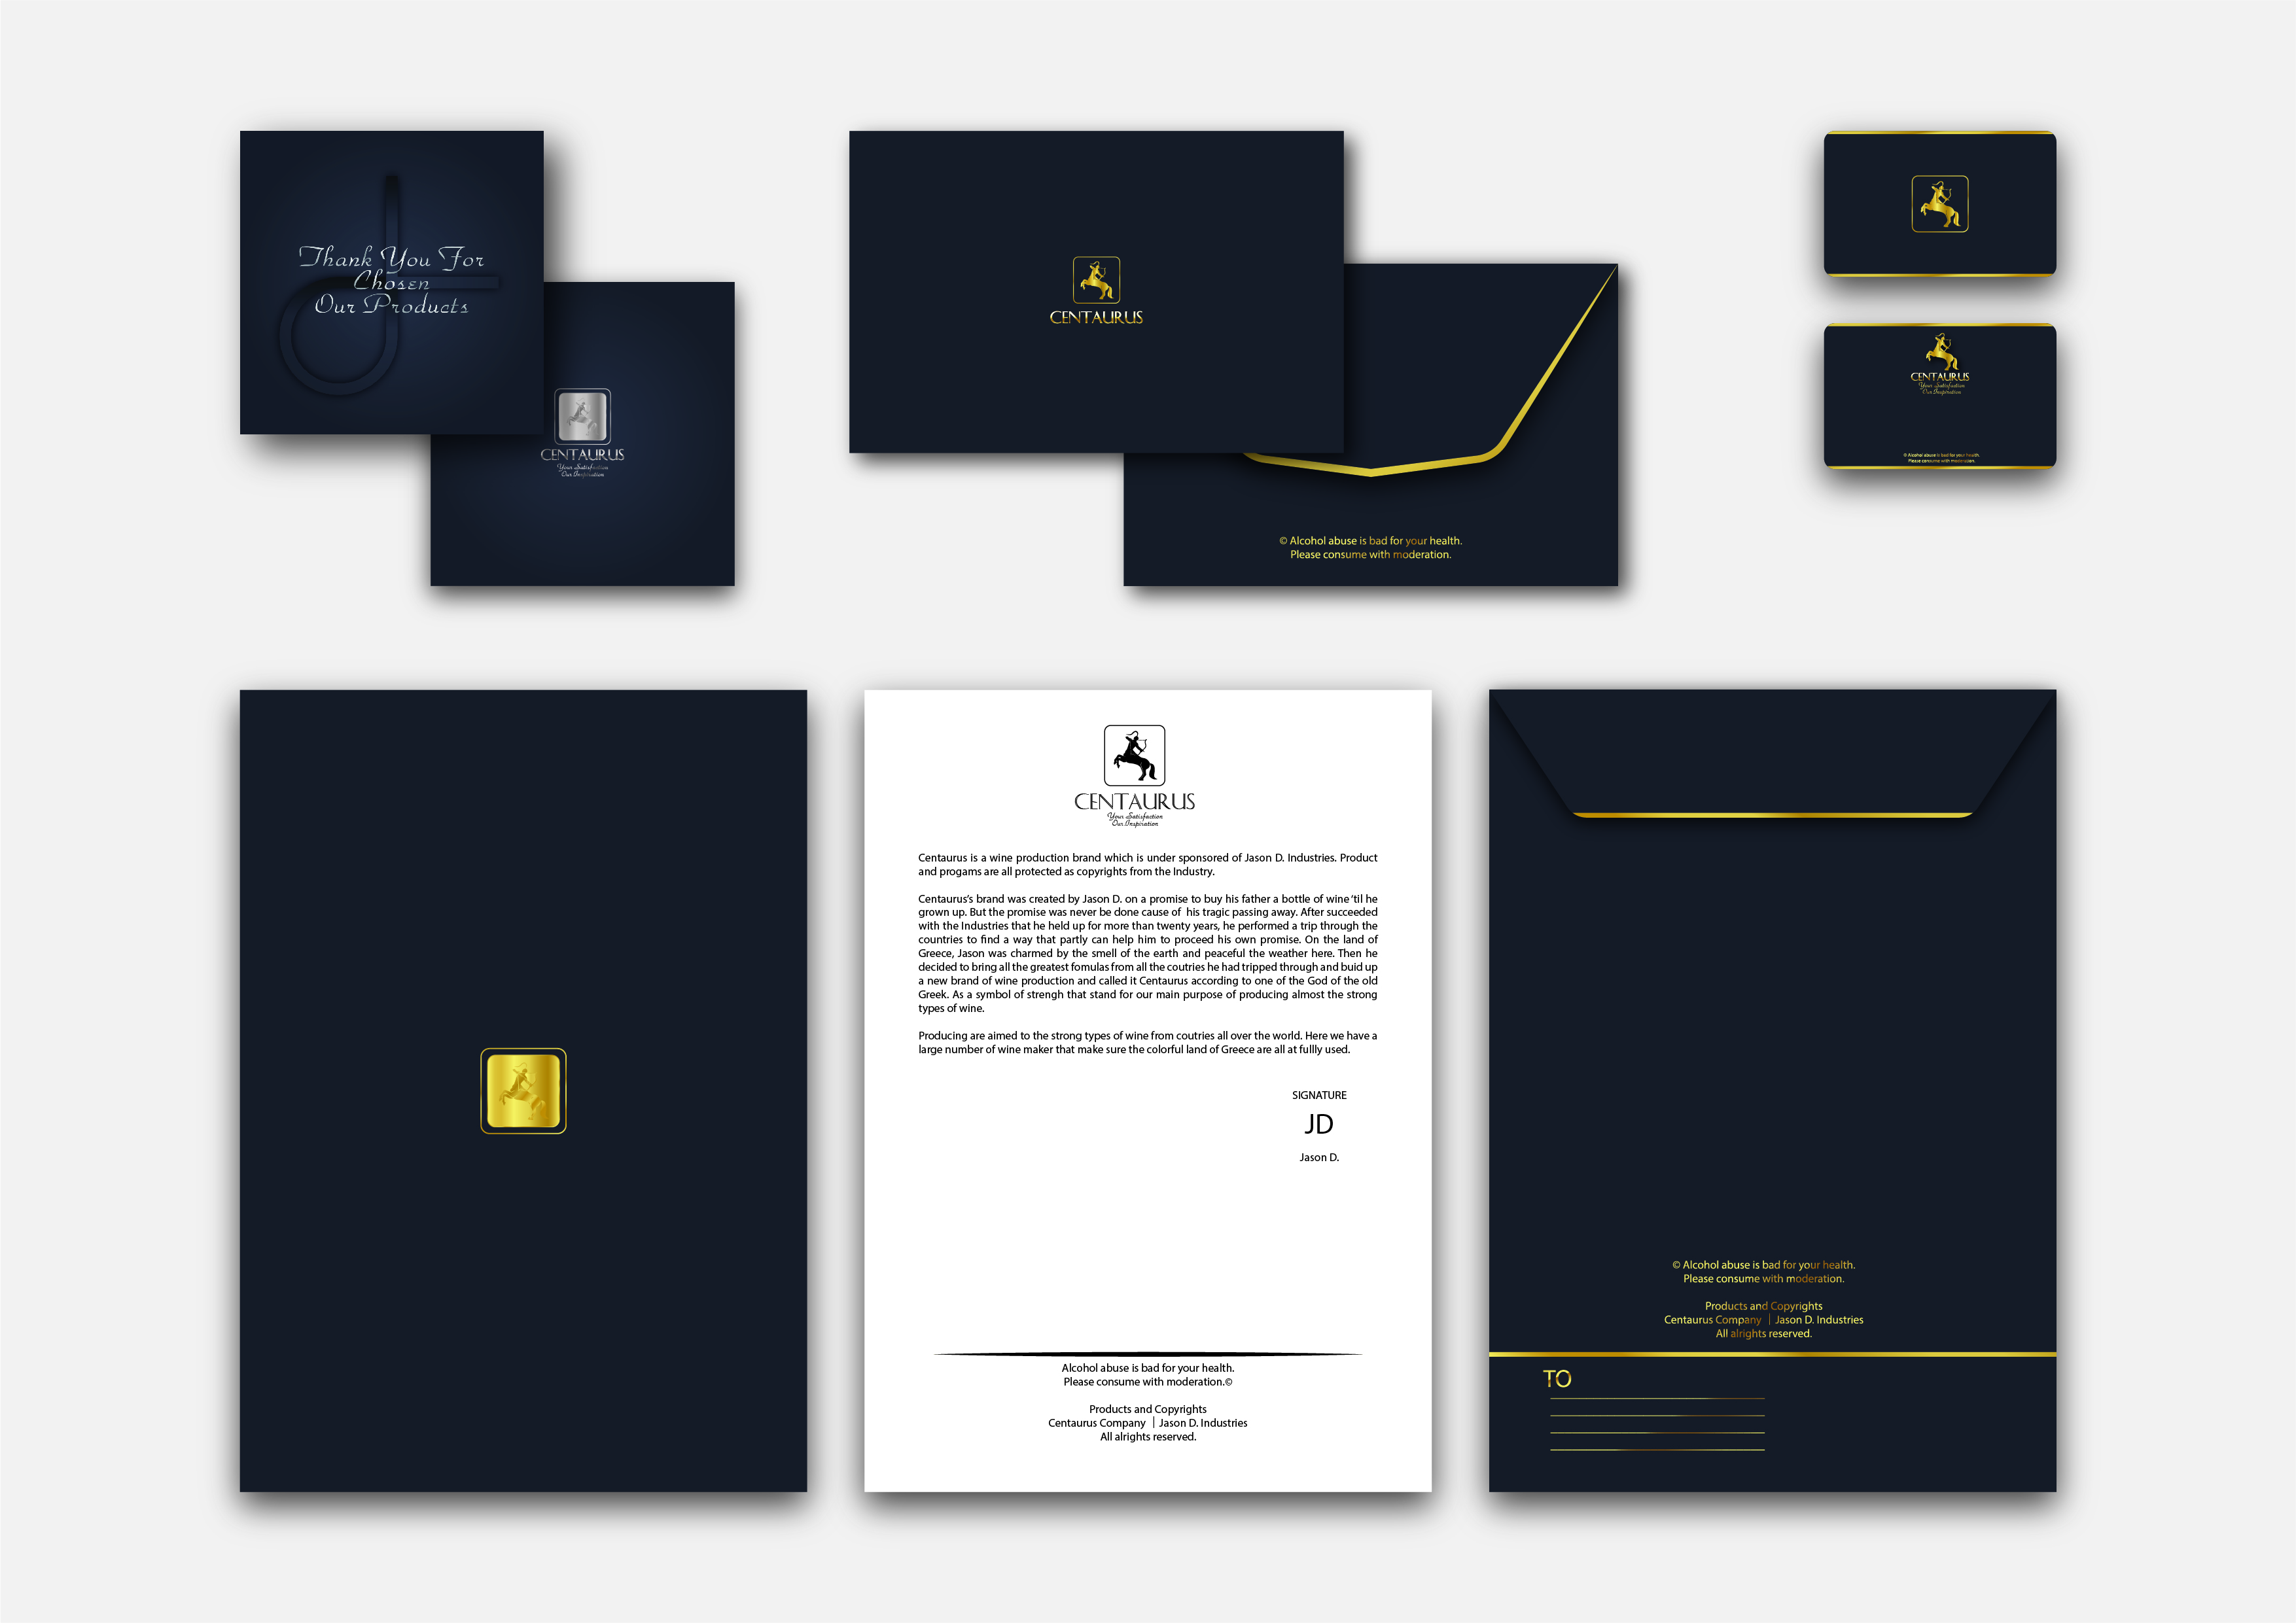 Thank You For
Chosen
Our Products
CENTAURUS
Your Satisfaction
Our Inspiration
CENTAURUS
© Alcohol abuse is bad for your health.
Please consume with moderation.
CENTAURUS
Your Satisfaction
Our Inspiration
© Alcohol abuse is bad for your health.
Please consume with moderation.
CENTAURUS
Your Satisfaction
Our Inspiration
Centaurus is a wine production brand which is under sponsored of Jason D. Industries. Product
and progams are all protected as copyrights from the Industry.
Centaurus’s brand was created by Jason D. on a promise to buy his father a bottle of wine ‘til he
grown up. But the promise was never be done cause of his tragic passing away. After succeeded
with the Industries that he held up for more than twenty years, he performed a trip through the
countries to find a way that partly can help him to proceed his own promise. On the land of
Greece, Jason was charmed by the smell of the earth and peaceful the weather here. Then he
decided to bring all the greatest fomulas from all the coutries he had tripped through and buid up
a new brand of wine production and called it Centaurus according to one of the God of the old
Greek. As a symbol of strengh that stand for our main purpose of producing almost the strong
types of wine.
Producing are aimed to the strong types of wine from coutries all over the world. Here we have a
large number of wine maker that make sure the colorful land of Greece are all at fullly used.
SIGNATURE
JD
Jason D.
Alcohol abuse is bad for your health.
Please consume with moderation.©
Products and Copyrights
Centaurus Company | Jason D. Industries
All alrights reserved.
© Alcohol abuse is bad for your health.
Please consume with moderation.
Products and Copyrights
Centaurus Company | Jason D. Industries
All alrights reserved.
TO